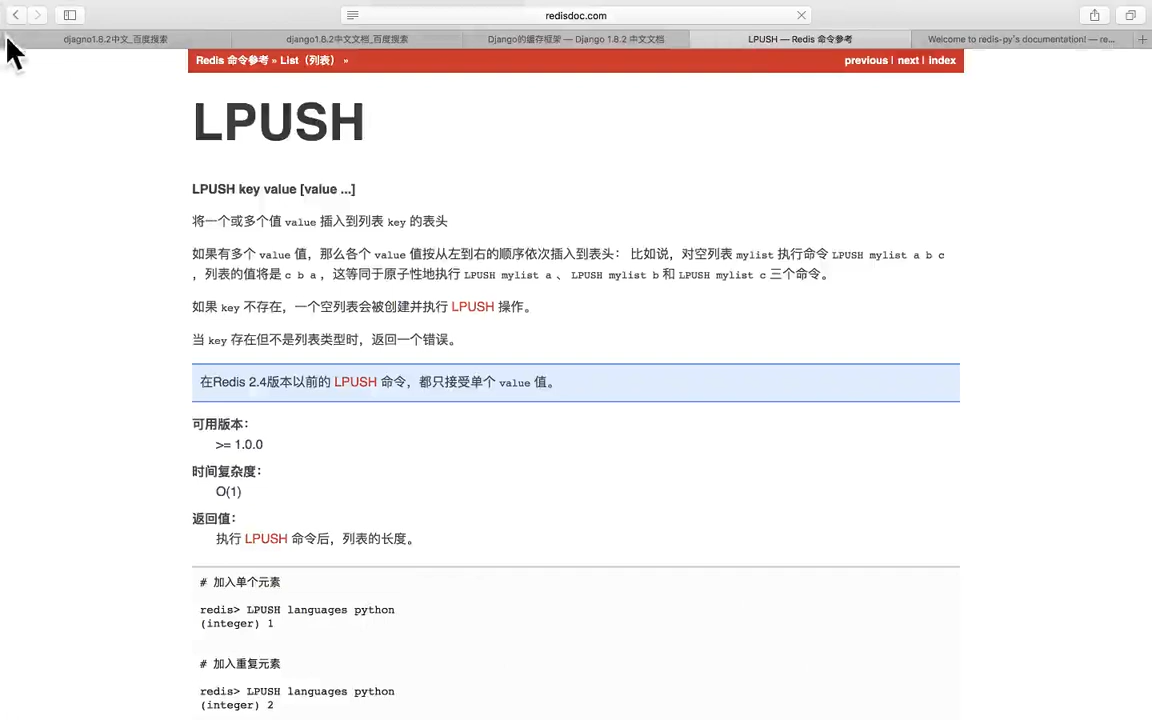 redisdoc.com
djagno1.8.2中文_百度搜索
django1.8.2中文文档_百度搜索
Django的缓存框架 — Django 1.8.2 中文文档
LPUSH — Redis 命令参考
Welcome to redis-py's documentation! — re...
Redis 命令参考 » List（列表） »
previous | next | index
LPUSH
LPUSH key value [value ...]
将一个或多个值 value 插入到列表 key 的表头
如果有多个 value 值，那么各个 value 值按从左到右的顺序依次插入到表头： 比如说，对空列表 mylist 执行命令 LPUSH mylist a b c
，列表的值将是 c b a ，这等同于原子性地执行 LPUSH mylist a 、 LPUSH mylist b 和 LPUSH mylist c 三个命令。
如果 key 不存在，一个空列表会被创建并执行 LPUSH 操作。
当 key 存在但不是列表类型时，返回一个错误。
在Redis 2.4版本以前的 LPUSH 命令，都只接受单个 value 值。
可用版本：
>= 1.0.0
时间复杂度：
O(1)
返回值：
执行 LPUSH 命令后，列表的长度。
# 加入单个元素
redis> LPUSH languages python
(integer) 1
# 加入重复元素
redis> LPUSH languages python
(integer) 2